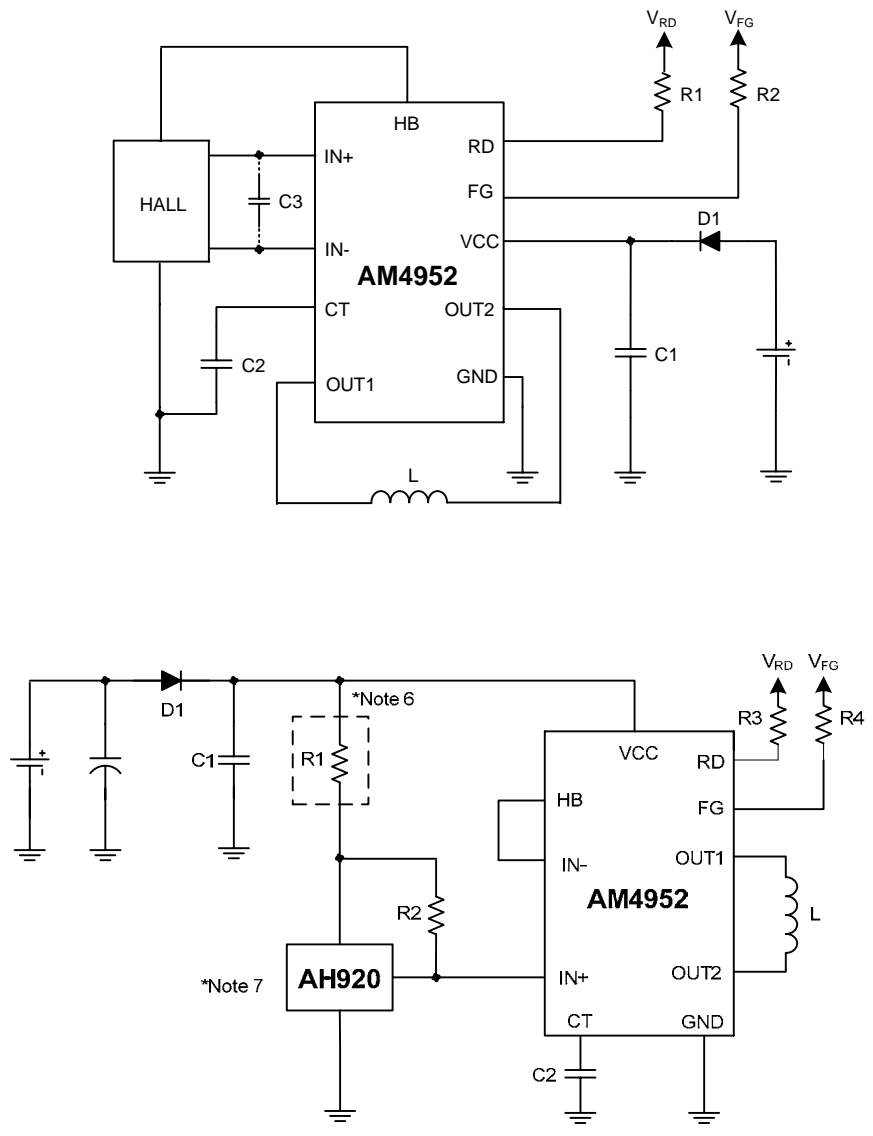 VRD
VFG
R1
R2
HB
RD
IN+
FG
C3
HALL
D1
VCC
IN-
AM4952
CT
OUT2
C1
+
-
C2
OUT1
GND
L
VRD
VFG
*Note 6
D1
R3
R4
VCC
+
-
C1
R1
RD
HB
FG
IN-
OUT1
AM4952
R2
L
*Note 7
AH920
IN+
OUT2
CT
GND
C2